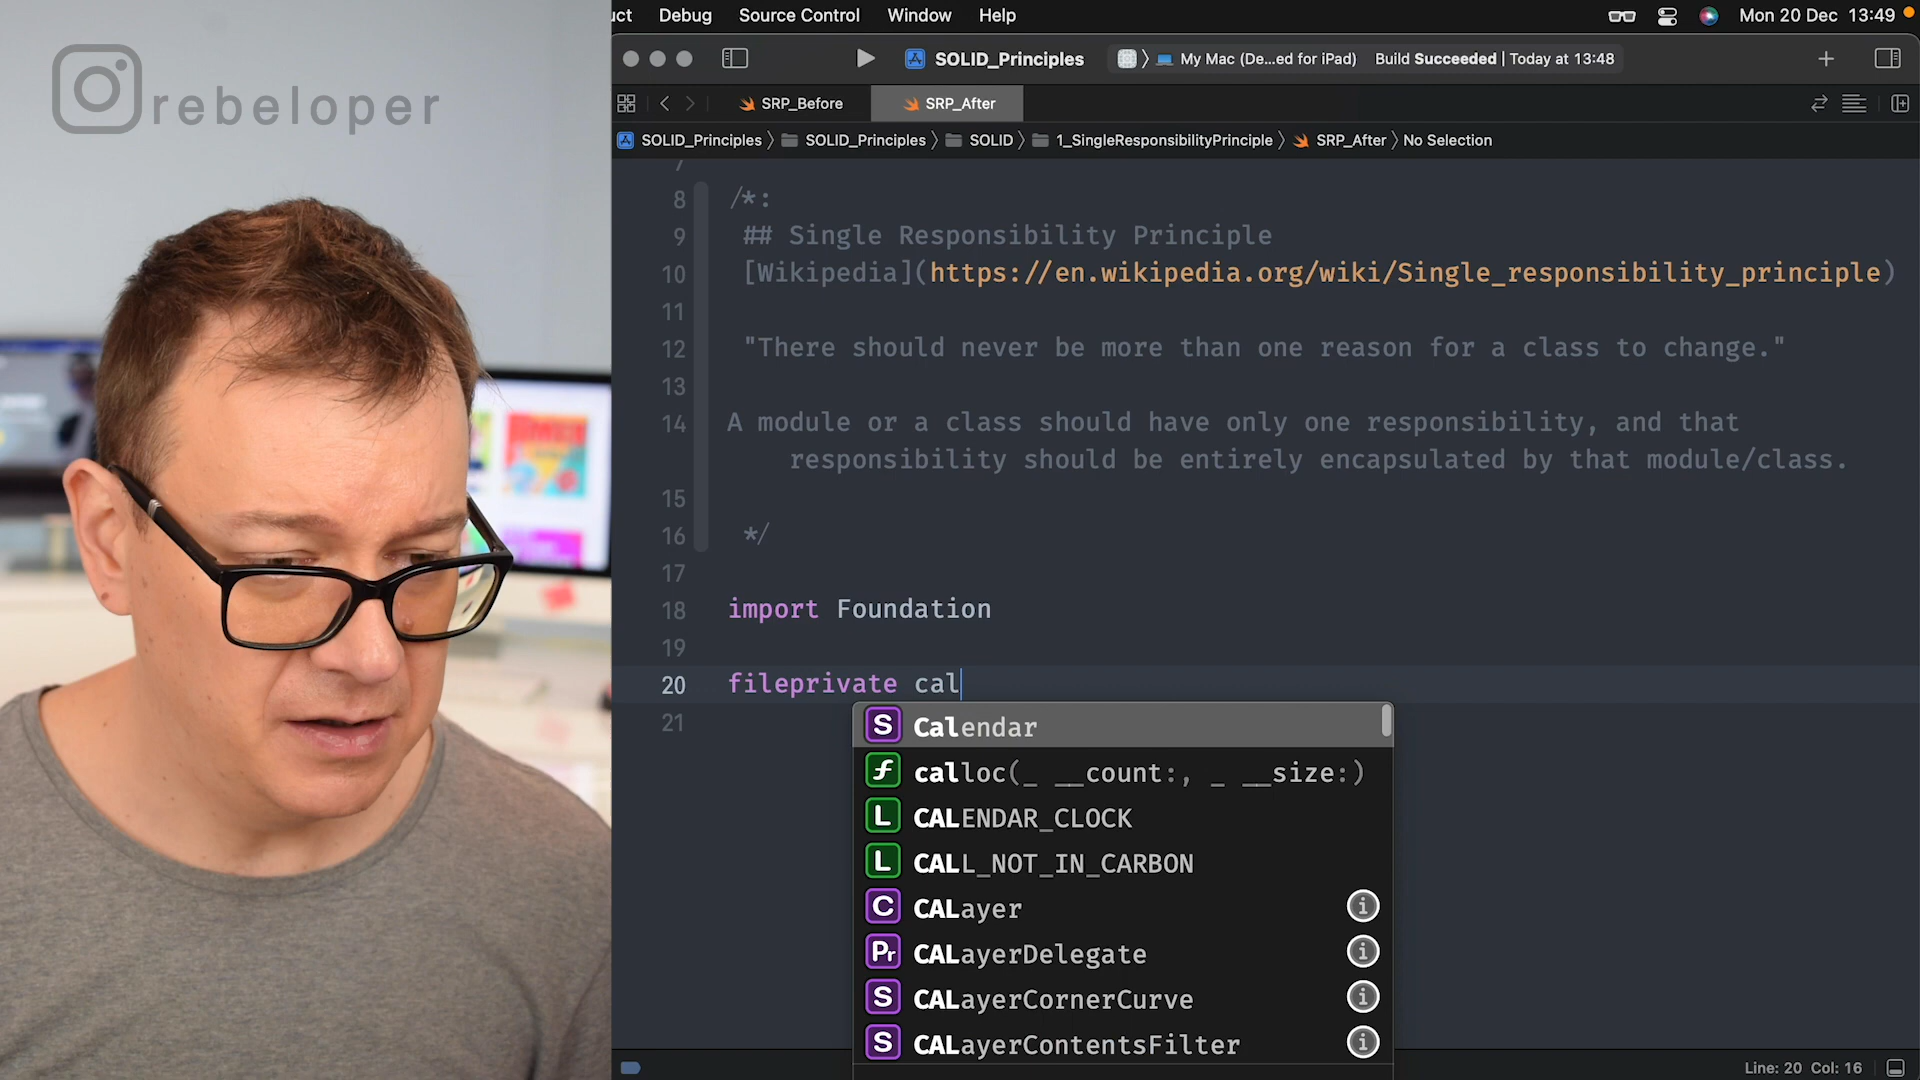 rebeloper
uct Debug Source Control Window Help Mon 20 Dec 13:49
SOLID_Principles My Mac (De...ed for iPad) Build Succeeded | Today at 13:48
SRP_Before SRP_After
SOLID_Principles SOLID_Principles SOLID 1_SingleResponsibilityPrinciple SRP_After No Selection
7
8 /*:
9 ## Single Responsibility Principle
10 [Wikipedia](https://en.wikipedia.org/wiki/Single_responsibility_principle)
11
12 "There should never be more than one reason for a class to change."
13
14 A module or a class should have only one responsibility, and that
responsibility should be entirely encapsulated by that module/class.
15
16 */
17
18 import Foundation
19
20 fileprivate cal
21
S Calendar
f calloc(_ __count:, _ __size:)
L CALENDAR_CLOCK
L CALL_NOT_IN_CARBON
C CALayer
Pr CALayerDelegate
S CALayerCornerCurve
S CALayerContentsFilter
Line: 20 Col: 16